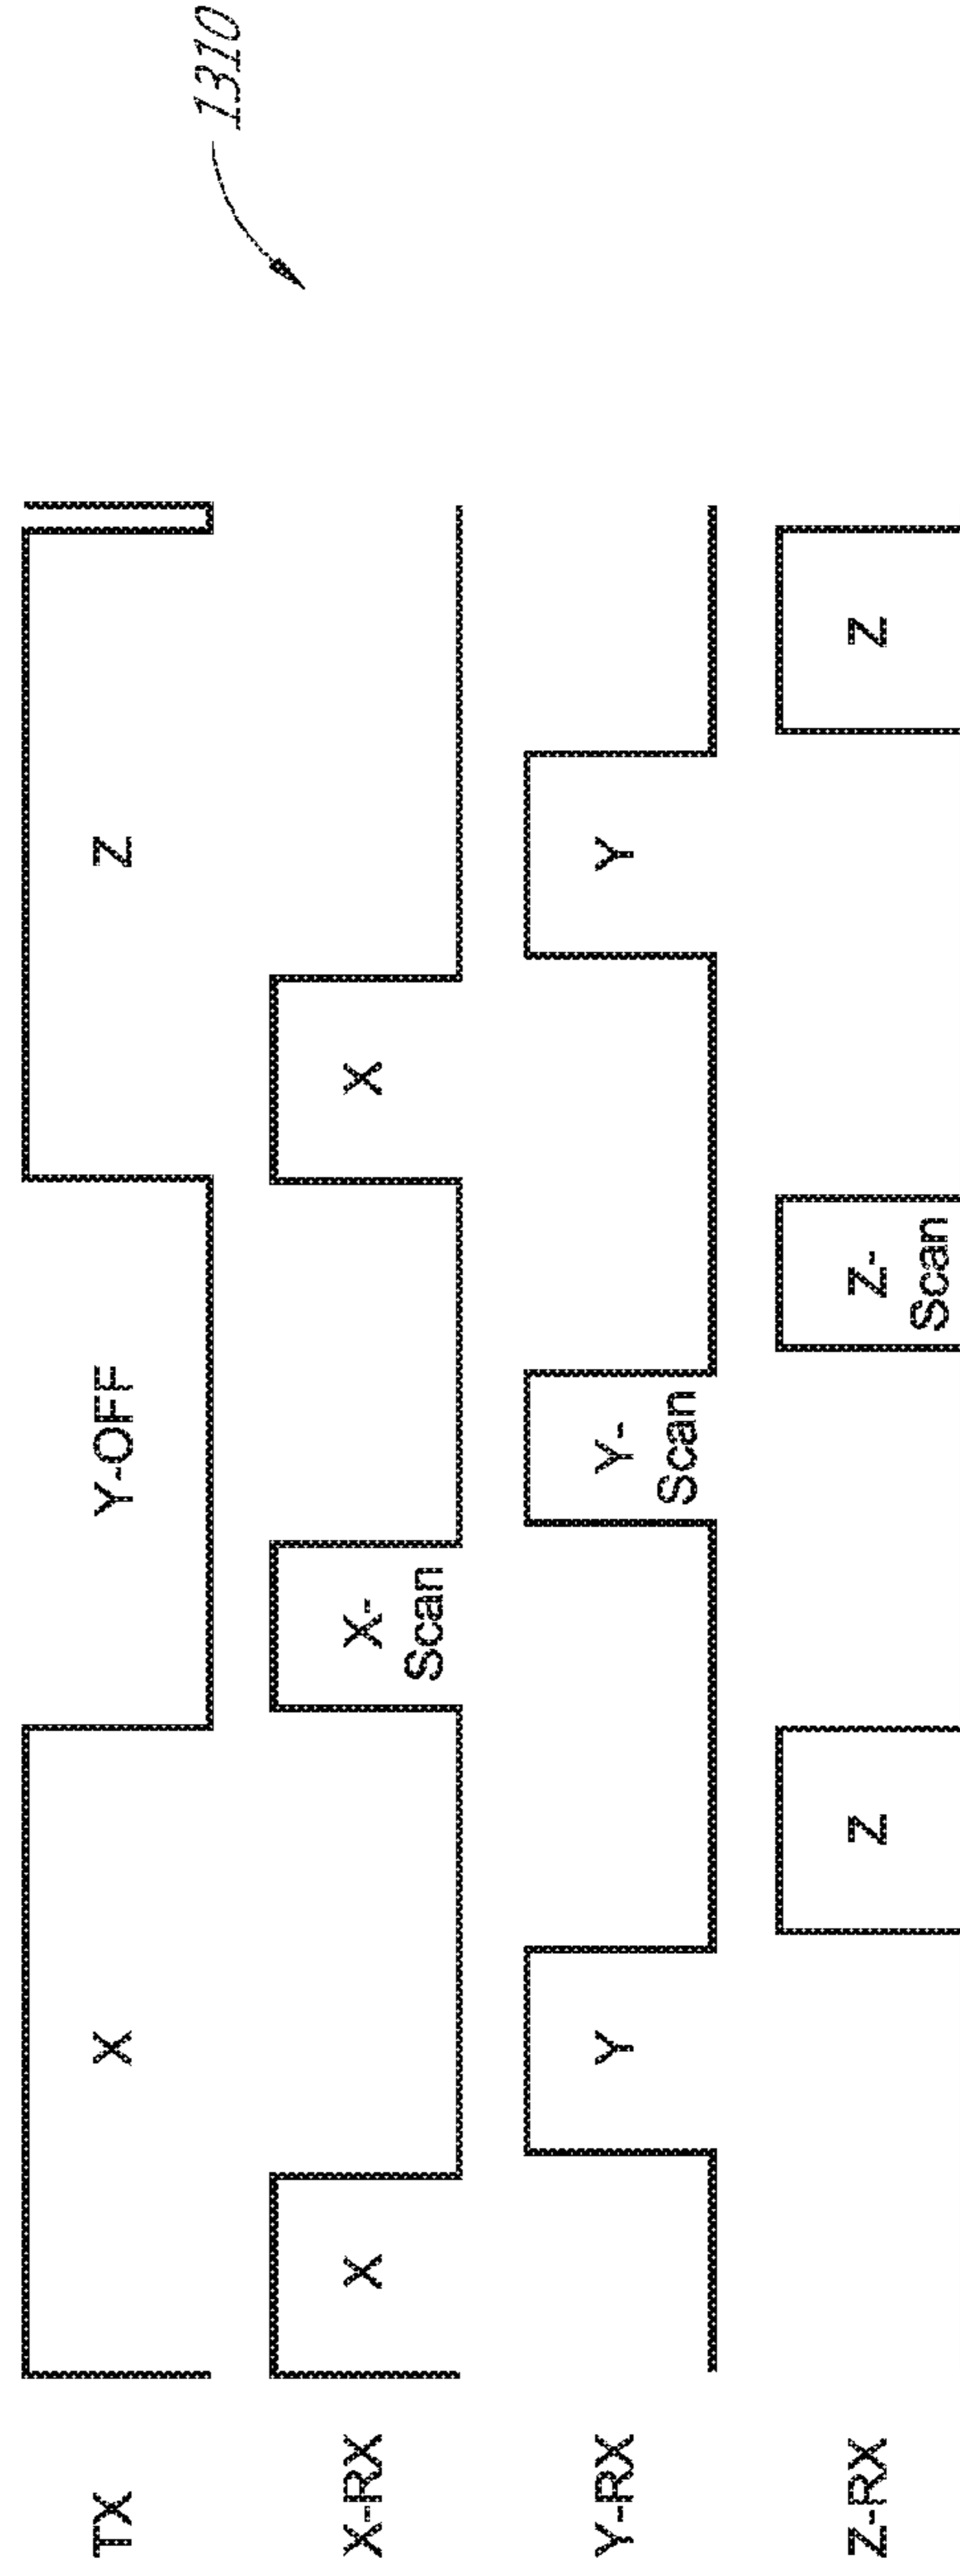 1310
TX
X
Y-OFF
Z
X-RX
X
X-
Scan
X
Y-RX
Y
Y-
Scan
Y
Z-RX
Z
Z-
Scan
Z